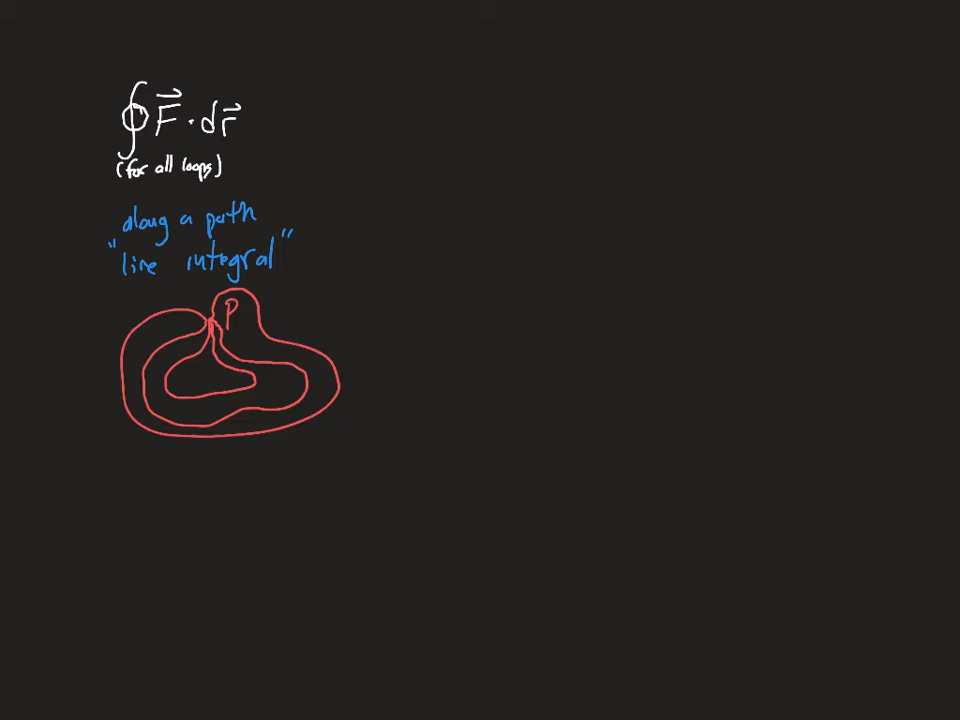 ∮ F⃗ · dr⃗
(for all loops)
along a path
"line integral"
P